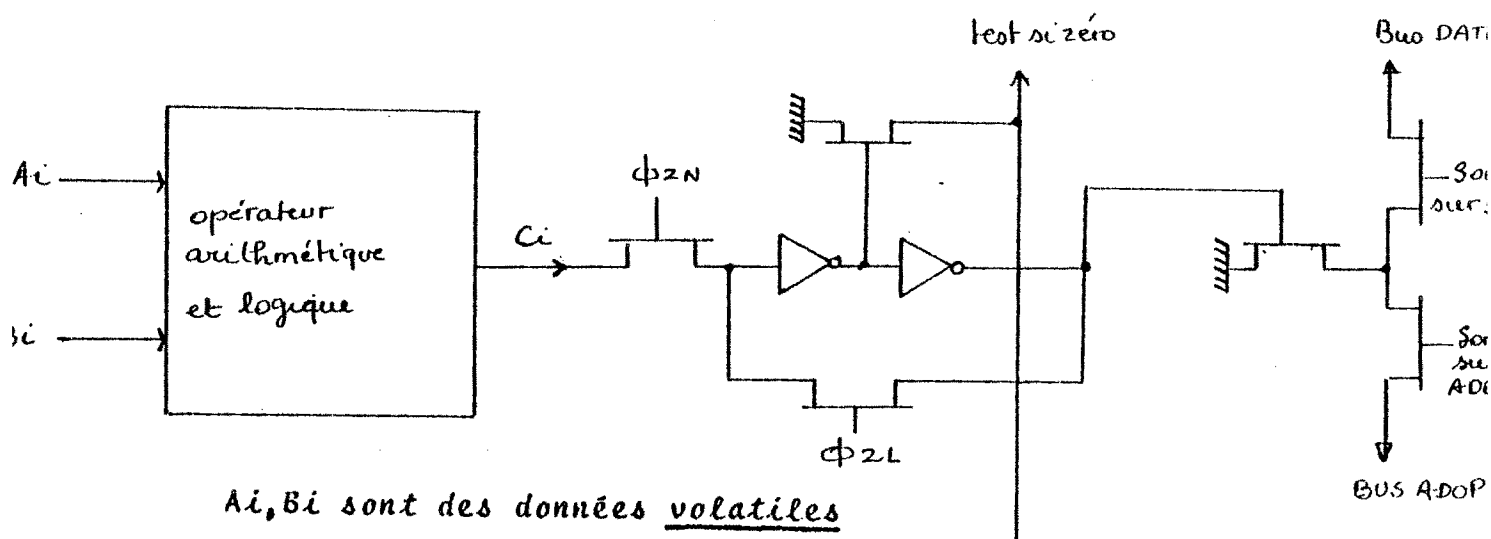 test si zéro
Bus DATA
Ai
opérateur
arithmétique
et logique
Ci
Φ2N
Φ2L
sur
BUS ADOP
Ai, Bi sont des données volatiles